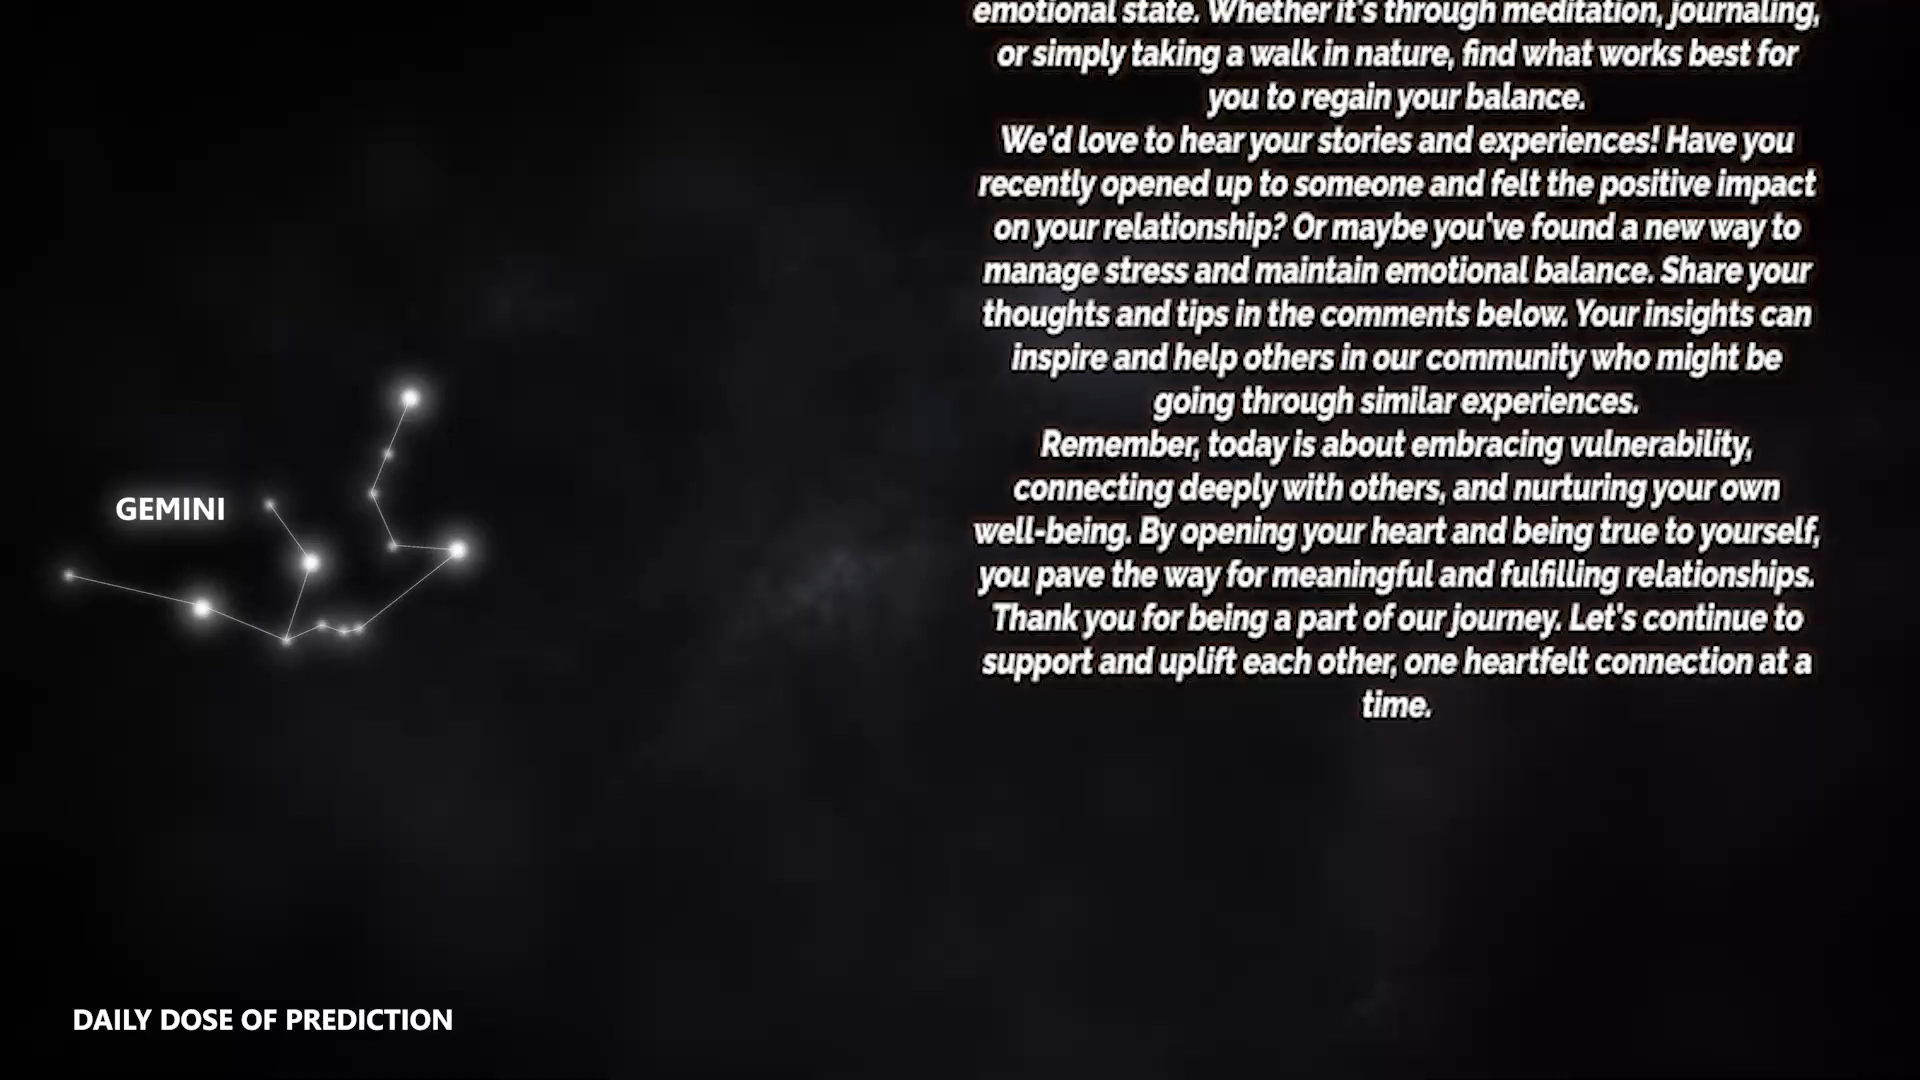 emotional state. Whether it's through meditation, journaling,
or simply taking a walk in nature, find what works best for
you to regain your balance.
We'd love to hear your stories and experiences! Have you
recently opened up to someone and felt the positive impact
on your relationship? Or maybe you've found a new way to
manage stress and maintain emotional balance. Share your
thoughts and tips in the comments below. Your insights can
inspire and help others in our community who might be
going through similar experiences.
Remember, today is about embracing vulnerability,
connecting deeply with others, and nurturing your own
well-being. By opening your heart and being true to yourself,
you pave the way for meaningful and fulfilling relationships.
Thank you for being a part of our journey. Let's continue to
support and uplift each other, one heartfelt connection at a
time.
GEMINI
DAILY DOSE OF PREDICTION